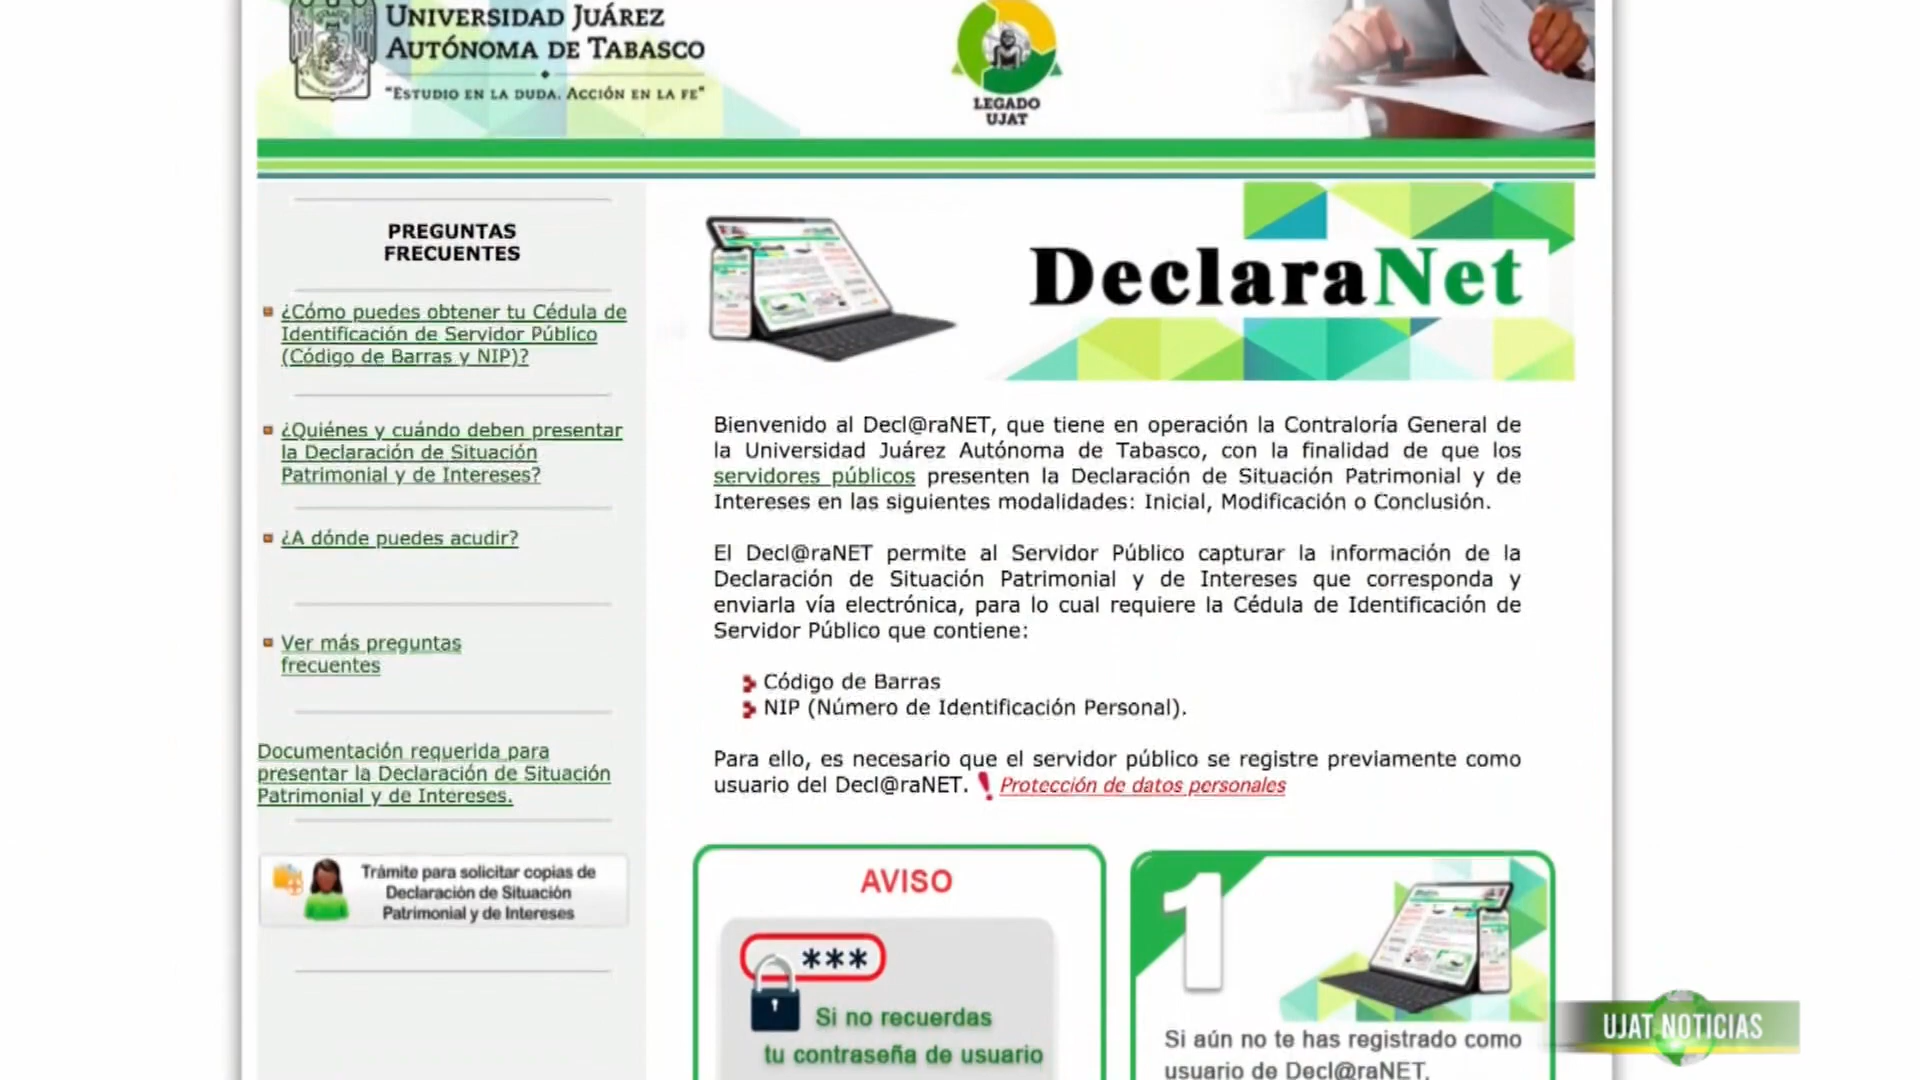 UNIVERSIDAD JUÁREZ
AUTÓNOMA DE TABASCO
"ESTUDIO EN LA DUDA. ACCIÓN EN LA FE"
LEGADO
UJAT
PREGUNTAS
FRECUENTES
¿Cómo puedes obtener tu Cédula de
Identificación de Servidor Público
(Código de Barras y NIP)?
¿Quiénes y cuándo deben presentar
la Declaración de Situación
Patrimonial y de Intereses?
¿A dónde puedes acudir?
Ver más preguntas
frecuentes
Documentación requerida para
presentar la Declaración de Situación
Patrimonial y de Intereses.
Trámite para solicitar copias de
Declaración de Situación
Patrimonial y de Intereses
DeclaraNet
Bienvenido al Decl@raNET, que tiene en operación la Contraloría General de
la Universidad Juárez Autónoma de Tabasco, con la finalidad de que los
servidores públicos presenten la Declaración de Situación Patrimonial y de
Intereses en las siguientes modalidades: Inicial, Modificación o Conclusión.
El Decl@raNET permite al Servidor Público capturar la información de la
Declaración de Situación Patrimonial y de Intereses que corresponda y
enviarla vía electrónica, para lo cual requiere la Cédula de Identificación de
Servidor Público que contiene:
Código de Barras
NIP (Número de Identificación Personal).
Para ello, es necesario que el servidor público se registre previamente como
usuario del Decl@raNET. Protección de datos personales
AVISO
***
Si no recuerdas
tu contraseña de usuario
1
Si aún no te has registrado como
usuario de Decl@raNET.
UJAT NOTICIAS